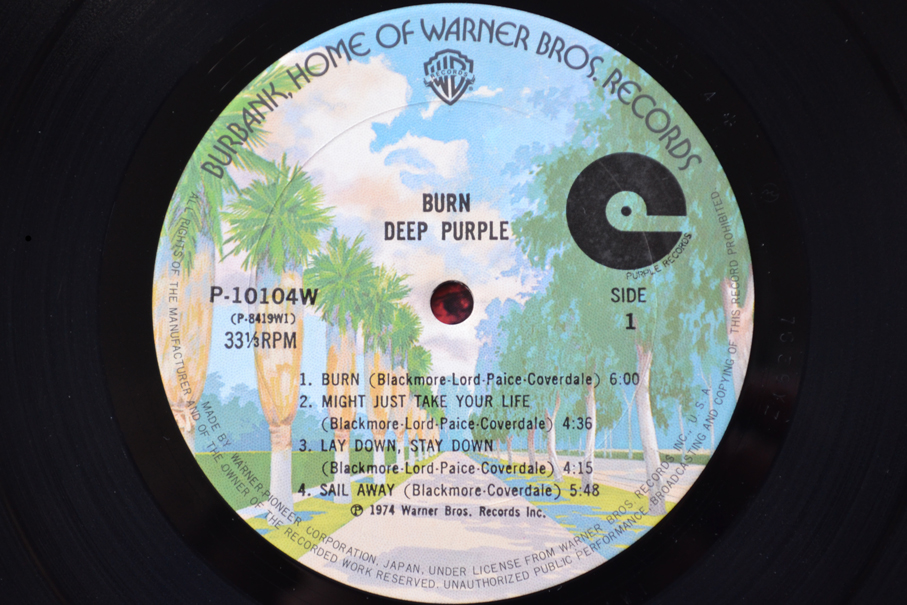 BURBANK, HOME OF WARNER BROS. RECORDS
W B RECORDS
BURN
DEEP PURPLE
PURPLE RECORDS
P-10104W
(P-8419W1)
33⅓RPM
SIDE
1
1. BURN (Blackmore-Lord-Paice-Coverdale) 6:00
2. MIGHT JUST TAKE YOUR LIFE
(Blackmore-Lord-Paice-Coverdale) 4:36
3. LAY DOWN, STAY DOWN
(Blackmore-Lord-Paice-Coverdale) 4:15
4. SAIL AWAY (Blackmore-Coverdale) 5:48
℗ 1974 Warner Bros. Records Inc.
MADE BY WARNER-PIONEER CORPORATION, JAPAN, UNDER LICENSE FROM WARNER BROS. RECORDS INC., U.S.A.
ALL RIGHTS OF THE MANUFACTURER AND OF THE OWNER OF THE RECORDED WORK RESERVED. UNAUTHORIZED PUBLIC PERFORMANCE, BROADCASTING AND COPYING OF THIS RECORD PROHIBITED